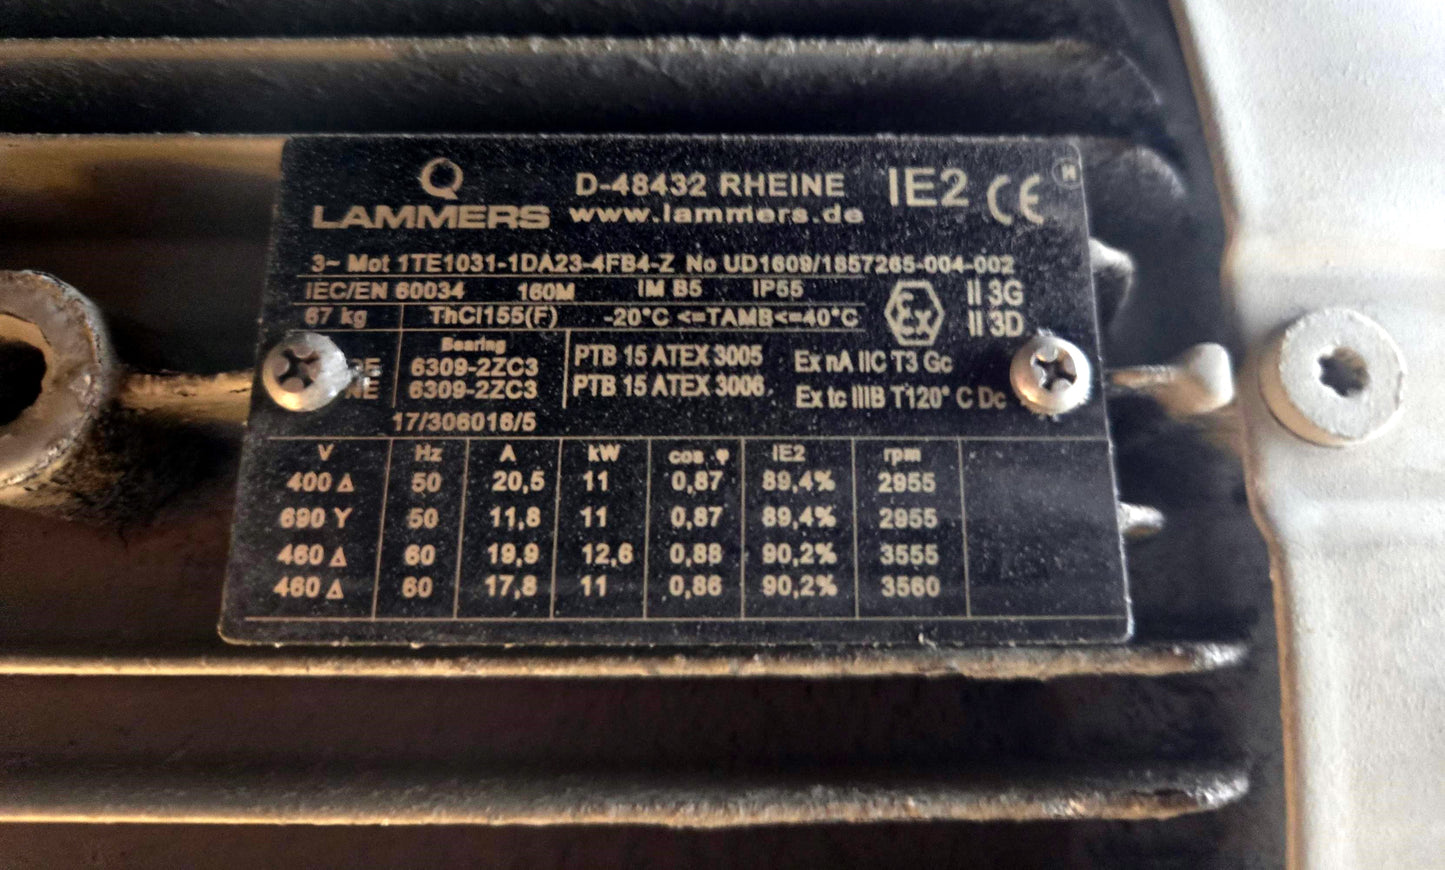 LAMMERS
D-48432 RHEINE
www.lammers.de
IE2 CE
H
3~ Mot 1TE1031-1DA23-4FB4-Z No UD1609/1857265-004-002
IEC/EN 60034 160M IM B5 IP55
67 kg ThCl155(F) -20°C <=TAMB<=40°C
Ex II 3G
II 3D
Bearing
6309-2ZC3 PTB 15 ATEX 3005 Ex nA IIC T3 Gc
NE 6309-2ZC3 PTB 15 ATEX 3006 Ex tc IIIB T120° C Dc
17/306016/5
V Hz A kW cos φ IE2 rpm
400 Δ 50 20,5 11 0,87 89,4% 2955
690 Y 50 11,8 11 0,87 89,4% 2955
460 Δ 60 19,9 12,6 0,88 90,2% 3555
460 Δ 60 17,8 11 0,86 90,2% 3560